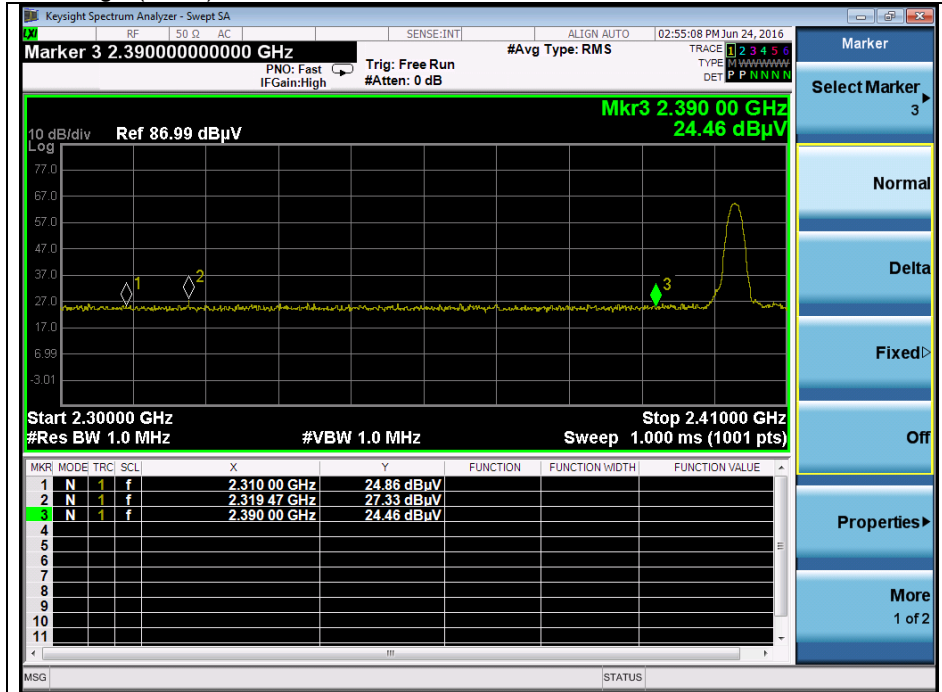 Keysight Spectrum Analyzer - Swept SA
LXI RF 50 Ω AC SENSE:INT ALIGN AUTO 02:55:08 PM Jun 24, 2016
Marker 3 2.390000000000 GHz
PNO: Fast
IFGain:High
Trig: Free Run
#Atten: 0 dB
#Avg Type: RMS
TRACE 1 2 3 4 5 6
TYPE M W W W W W
DET P P N N N N
Mkr3 2.390 00 GHz
24.46 dBµV
10 dB/div Ref 86.99 dBµV
Log
77.0
67.0
57.0
47.0
37.0
27.0
17.0
6.99
-3.01
1
2
3
Start 2.30000 GHz Stop 2.41000 GHz
#Res BW 1.0 MHz #VBW 1.0 MHz Sweep 1.000 ms (1001 pts)
MKR MODE TRC SCL X Y FUNCTION FUNCTION WIDTH FUNCTION VALUE
1 N 1 f 2.310 00 GHz 24.86 dBµV
2 N 1 f 2.319 47 GHz 27.33 dBµV
3 N 1 f 2.390 00 GHz 24.46 dBµV
4
5
6
7
8
9
10
11
MSG STATUS
Marker
Select Marker
3
Normal
Delta
Fixed
Off
Properties
More
1 of 2